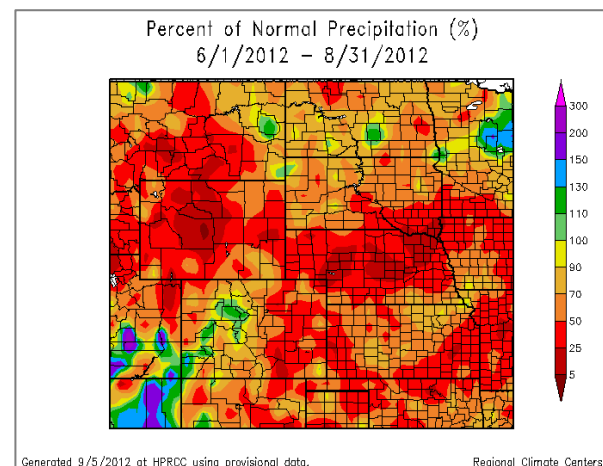 Percent of Normal Precipitation (%)
6/1/2012 – 8/31/2012
300
200
150
130
110
100
90
70
50
25
5
Generated 9/5/2012 at HPRCC using provisional data.
Regional Climate Centers